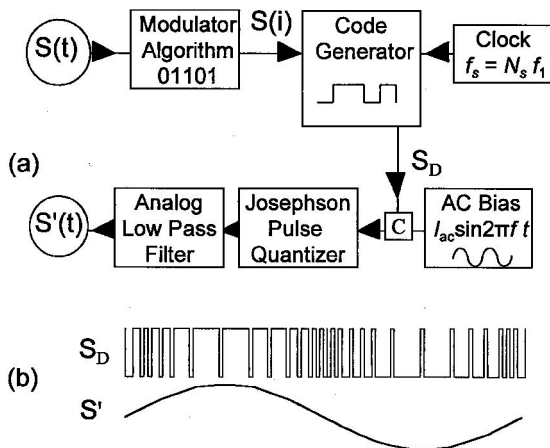 S(t)
Modulator
Algorithm
01101
S(i)
Code
Generator
Clock
f_s = N_s f_1
(a)
S_D
S'(t)
Analog
Low Pass
Filter
Josephson
Pulse
Quantizer
C
AC Bias
I_ac sin2πf t
(b)
S_D
S'